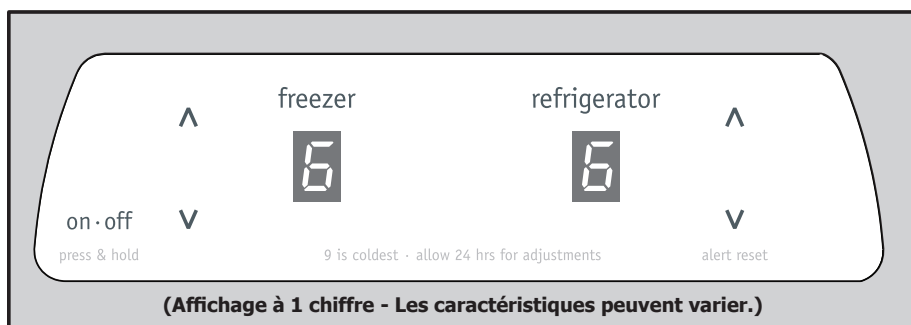 freezer refrigerator
^ ^
6 6
on·off v v
press & hold 9 is coldest · allow 24 hrs for adjustments alert reset
(Affichage à 1 chiffre - Les caractéristiques peuvent varier.)